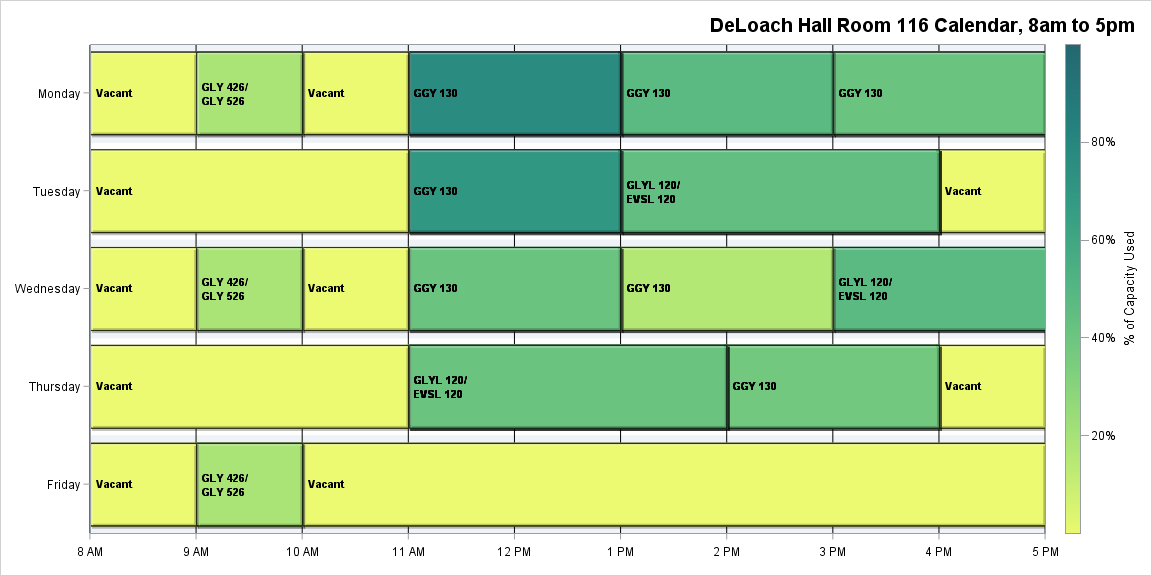 DeLoach Hall Room 116 Calendar, 8am to 5pm
Monday
Vacant
GLY 426/
GLY 526
Vacant
GGY 130
GGY 130
GGY 130
Tuesday
Vacant
GGY 130
GLYL 120/
EVSL 120
Vacant
Wednesday
Vacant
GLY 426/
GLY 526
Vacant
GGY 130
GGY 130
GLYL 120/
EVSL 120
Thursday
Vacant
GLYL 120/
EVSL 120
GGY 130
Vacant
Friday
Vacant
GLY 426/
GLY 526
Vacant
8 AM
9 AM
10 AM
11 AM
12 PM
1 PM
2 PM
3 PM
4 PM
5 PM
80%
60%
40%
20%
% of Capacity Used